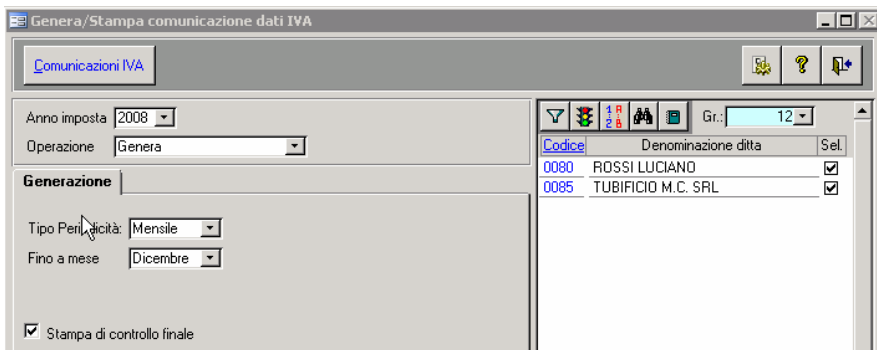 Genera/Stampa comunicazione dati IVA
Comunicazioni IVA
?
Anno imposta 2008
Operazione Genera
Generazione
Tipo Periodicità: Mensile
Fino a mese Dicembre
Stampa di controllo finale
Gr.: 12
Codice Denominazione ditta Sel.
0080 ROSSI LUCIANO
0085 TUBIFICIO M.C. SRL